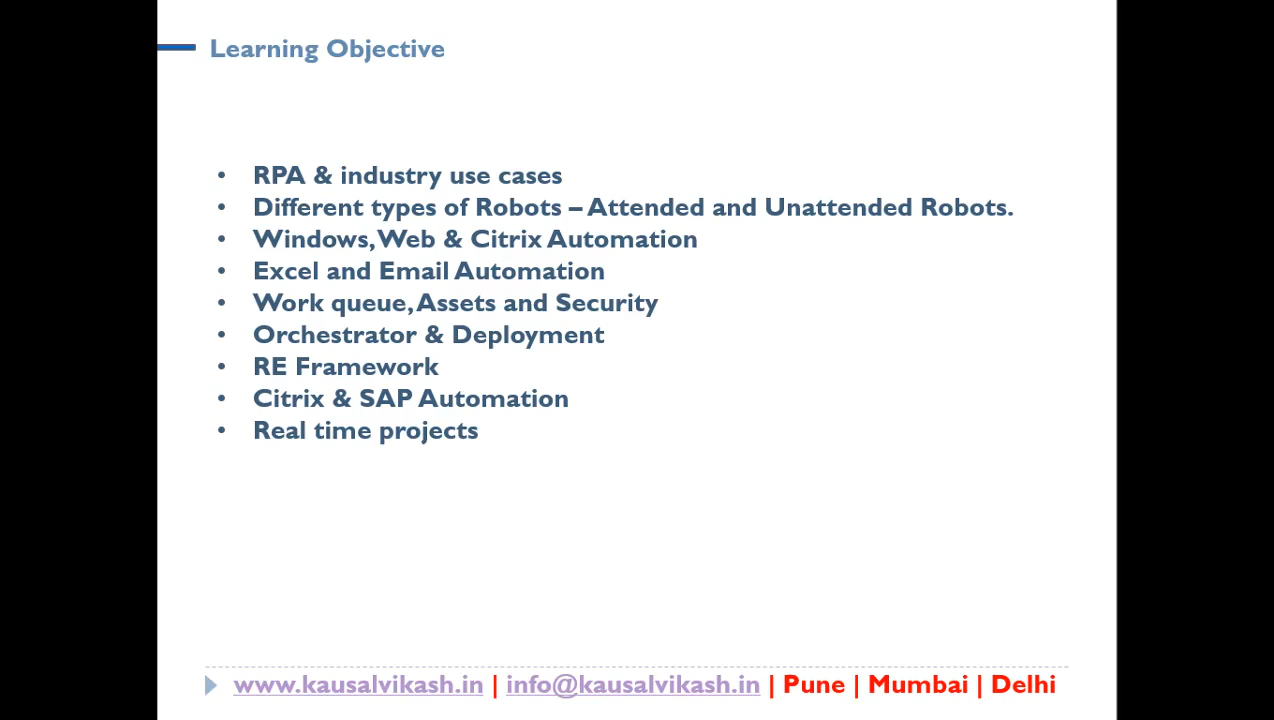 Learning Objective
• RPA & industry use cases
• Different types of Robots – Attended and Unattended Robots.
• Windows, Web & Citrix Automation
• Excel and Email Automation
• Work queue, Assets and Security
• Orchestrator & Deployment
• RE Framework
• Citrix & SAP Automation
• Real time projects
www.kausalvikash.in | info@kausalvikash.in | Pune | Mumbai | Delhi